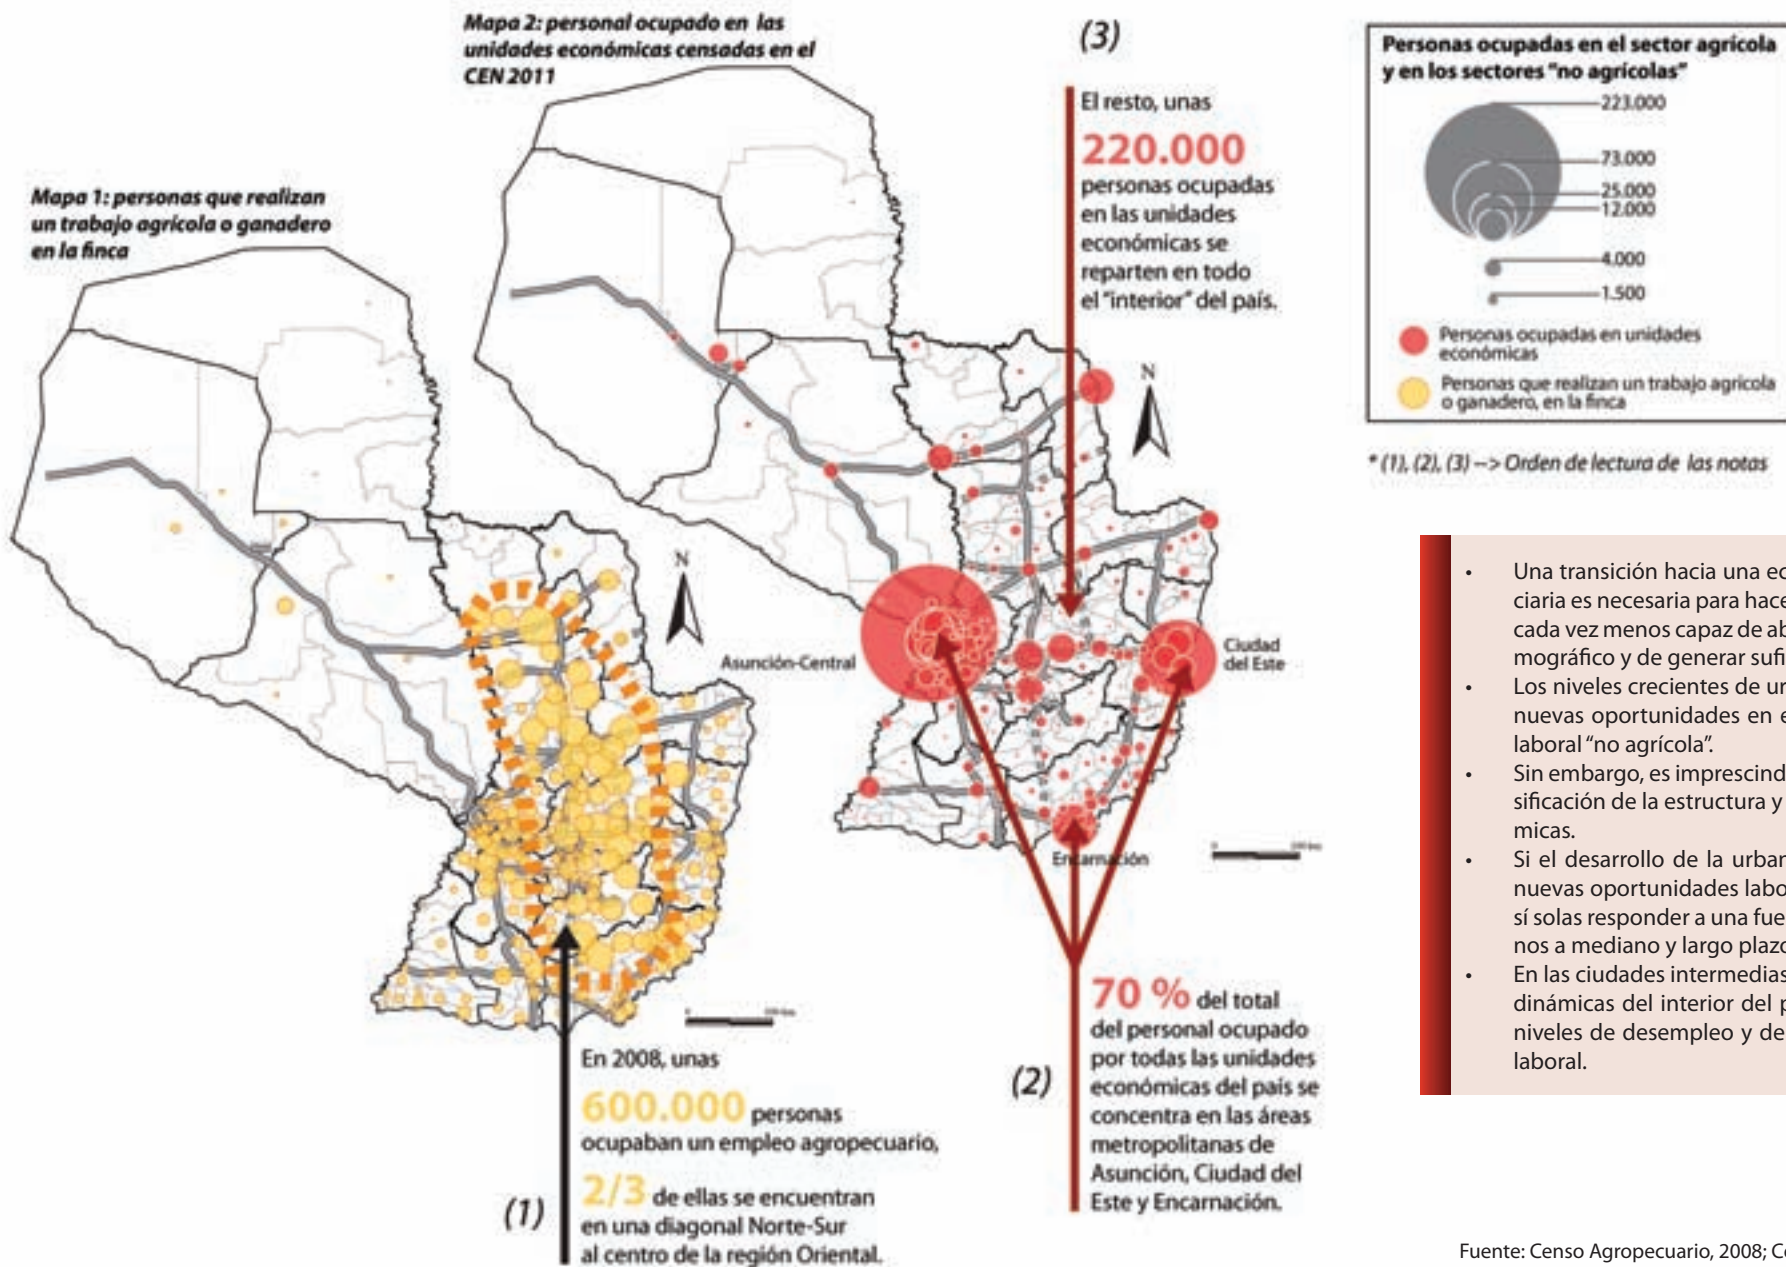 Mapa 2: personal ocupado en las
unidades económicas censadas en el
CEN 2011
Mapa 1: personas que realizan
un trabajo agrícola o ganadero
en la finca
(3)
El resto, unas
220.000
personas ocupadas
en las unidades
económicas se
reparten en todo
el "interior" del país.
N
N
Asunción-Central
Ciudad
del Este
Encarnación
0
0
En 2008, unas
600.000 personas
ocupaban un empleo agropecuario,
2/3 de ellas se encuentran
en una diagonal Norte-Sur
al centro de la región Oriental.
(1)
(2)
70 % del total
del personal ocupado
por todas las unidades
económicas del país se
concentra en las áreas
metropolitanas de
Asunción, Ciudad del
Este y Encarnación.
Personas ocupadas en el sector agrícola
y en los sectores "no agrícolas"
223.000
73.000
25.000
12.000
4.000
1.500
Personas ocupadas en unidades
económicas
Personas que realizan un trabajo agrícola
o ganadero, en la finca
* (1), (2), (3) --> Orden de lectura de las notas
• Una transición hacia una ec
ciaria es necesaria para hace
cada vez menos capaz de ab
mográfico y de generar sufi
• Los niveles crecientes de ur
nuevas oportunidades en e
laboral "no agrícola".
• Sin embargo, es imprescind
sificación de la estructura y
micas.
• Si el desarrollo de la urban
nuevas oportunidades labo
sí solas responder a una fue
nos a mediano y largo plazo
• En las ciudades intermedias
dinámicas del interior del p
niveles de desempleo y de
laboral.
Fuente: Censo Agropecuario, 2008; Ce